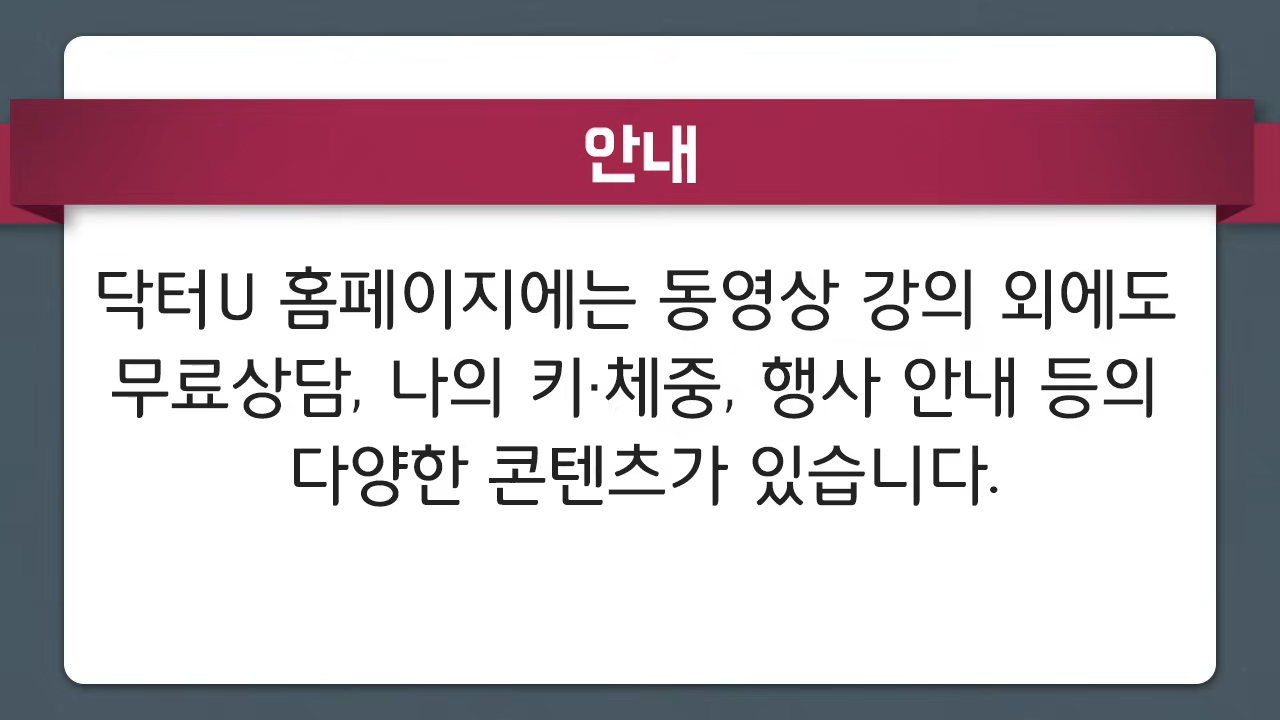 안내
닥터U 홈페이지에는 동영상 강의 외에도
무료상담, 나의 키·체중, 행사 안내 등의
다양한 콘텐츠가 있습니다.